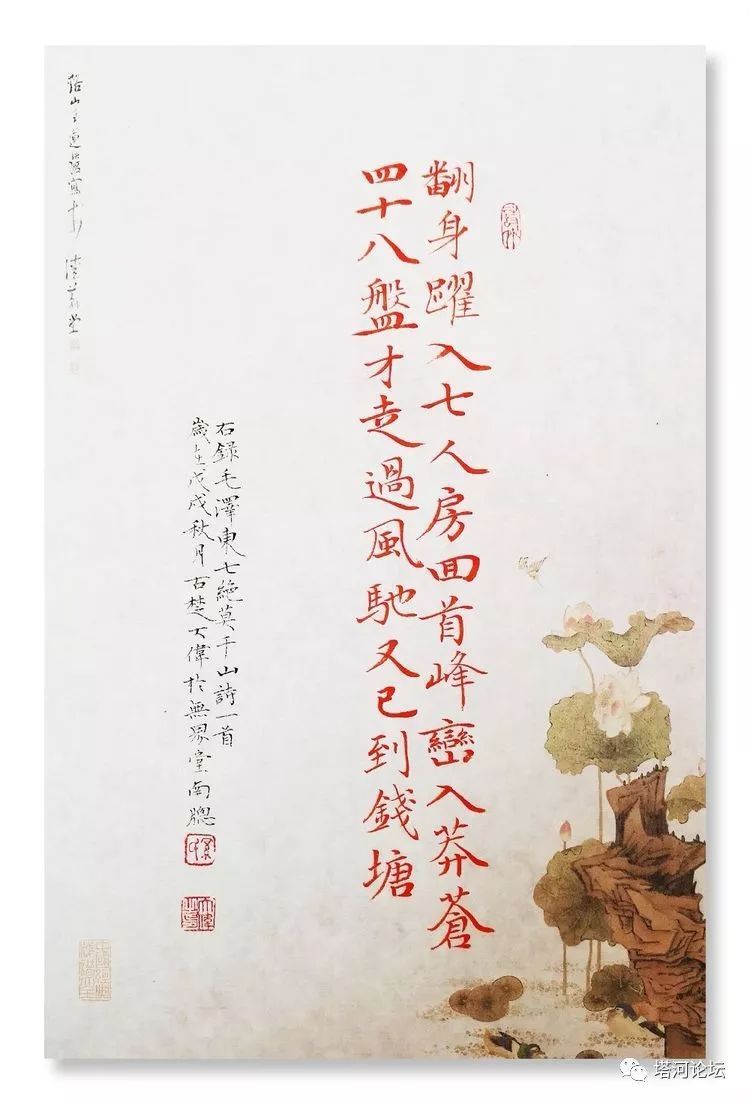 翻身躍入七人房回首峰巒入莽蒼
四十八盤才走過風馳又已到錢塘
右錄毛澤東七絕莫干山詩一首
歲在戊戌秋月古楚大偉於無界堂南牕
塔河论坛